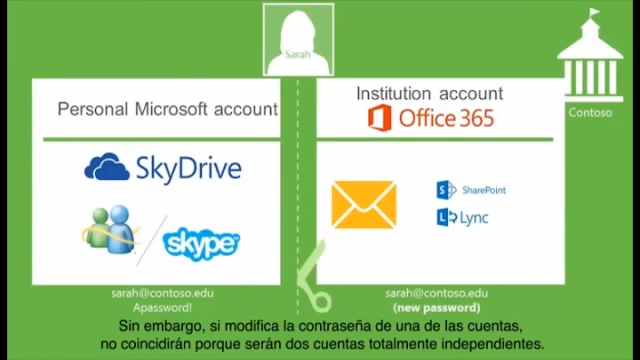 Sarah
Personal Microsoft account
Institution account
Office 365
Contoso
SkyDrive
SharePoint
Lync
skype
sarah@contoso.edu
Apassword!
sarah@contoso.edu
(new password)
Sin embargo, si modifica la contraseña de una de las cuentas,
no coincidirán porque serán dos cuentas totalmente independientes.